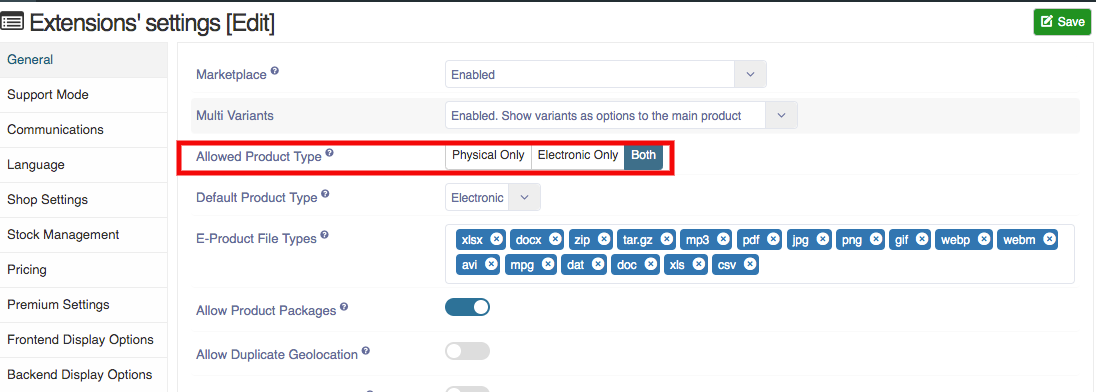 Extensions' settings [Edit]
Save
General
Support Mode
Communications
Language
Shop Settings
Stock Management
Pricing
Premium Settings
Frontend Display Options
Backend Display Options
Marketplace ?
Enabled
Multi Variants
Enabled. Show variants as options to the main product
Allowed Product Type ?
Physical Only Electronic Only Both
Default Product Type ?
Electronic
E-Product File Types ?
xlsx docx zip tar.gz mp3 pdf jpg png gif webp webm
avi mpg dat doc xls csv
Allow Product Packages ?
Allow Duplicate Geolocation ?